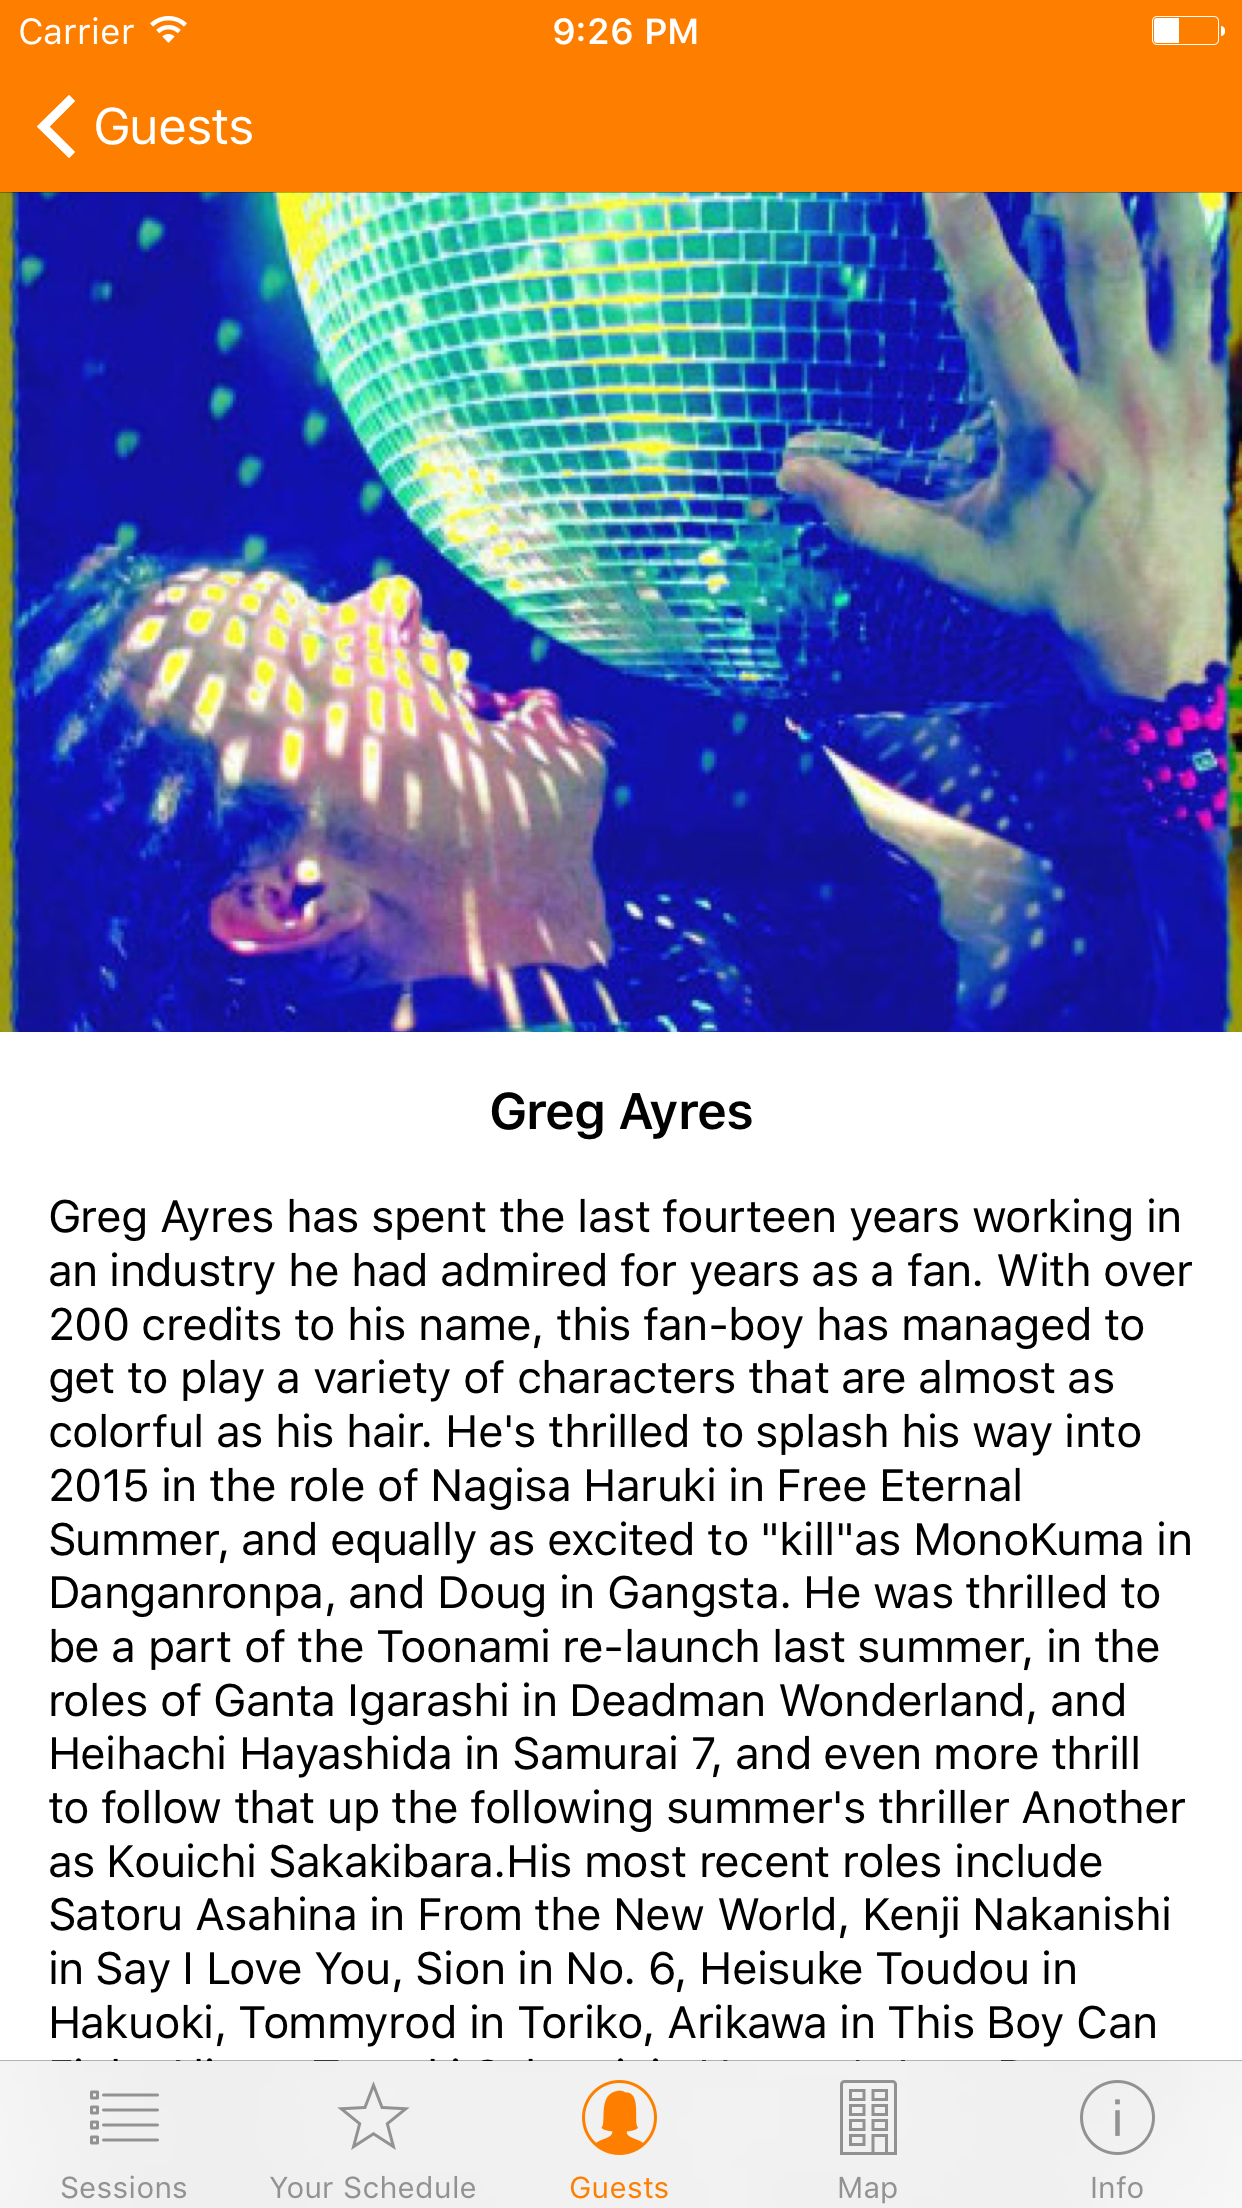 Carrier 9:26 PM
Guests
Greg Ayres
Greg Ayres has spent the last fourteen years working in
an industry he had admired for years as a fan. With over
200 credits to his name, this fan-boy has managed to
get to play a variety of characters that are almost as
colorful as his hair. He's thrilled to splash his way into
2015 in the role of Nagisa Haruki in Free Eternal
Summer, and equally as excited to "kill"as MonoKuma in
Danganronpa, and Doug in Gangsta. He was thrilled to
be a part of the Toonami re-launch last summer, in the
roles of Ganta Igarashi in Deadman Wonderland, and
Heihachi Hayashida in Samurai 7, and even more thrill
to follow that up the following summer's thriller Another
as Kouichi Sakakibara.His most recent roles include
Satoru Asahina in From the New World, Kenji Nakanishi
in Say I Love You, Sion in No. 6, Heisuke Toudou in
Hakuoki, Tommyrod in Toriko, Arikawa in This Boy Can
Sessions Your Schedule Guests Map Info